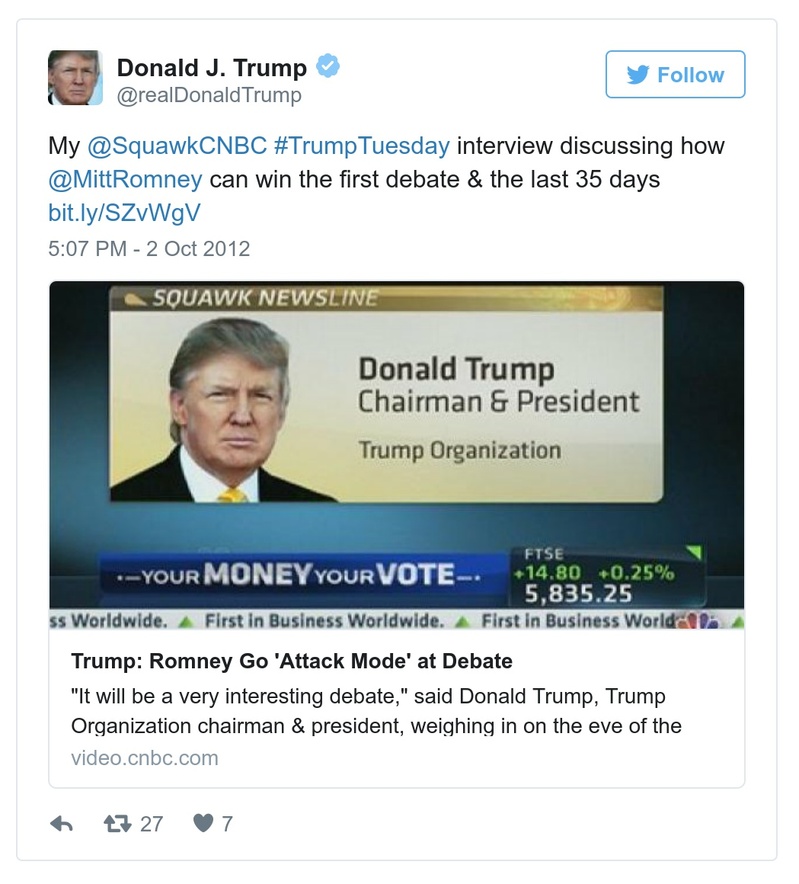 Donald J. Trump
@realDonaldTrump
Follow
My @SquawkCNBC #TrumpTuesday interview discussing how
@MittRomney can win the first debate & the last 35 days
bit.ly/SZvWgV
5:07 PM - 2 Oct 2012
SQUAWK NEWSLINE
Donald Trump
Chairman & President
Trump Organization
YOUR MONEY YOUR VOTE
FTSE
+14.80 +0.25%
5,835.25
ss Worldwide. ▲ First in Business Worldwide. ▲ First in Business World
Trump: Romney Go 'Attack Mode' at Debate
"It will be a very interesting debate," said Donald Trump, Trump
Organization chairman & president, weighing in on the eve of the
video.cnbc.com
27
7